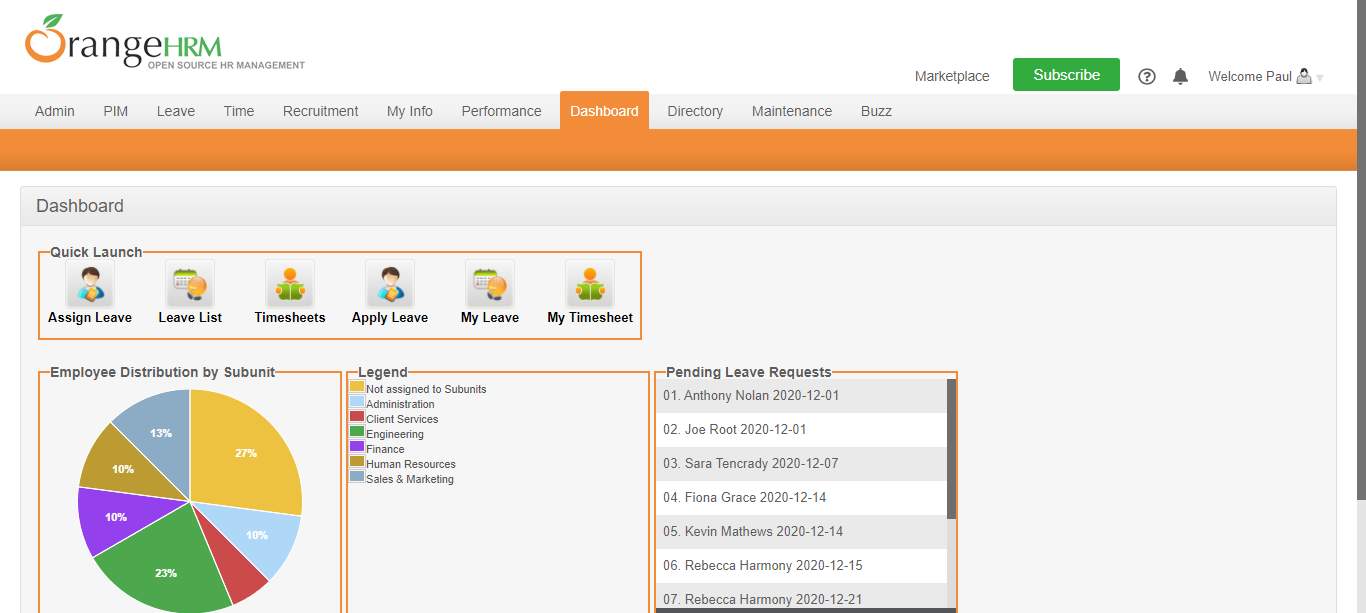 OrangeHRM
OPEN SOURCE HR MANAGEMENT
Marketplace
Subscribe
Welcome Paul
Admin
PIM
Leave
Time
Recruitment
My Info
Performance
Dashboard
Directory
Maintenance
Buzz
Dashboard
Quick Launch
Assign Leave
Leave List
Timesheets
Apply Leave
My Leave
My Timesheet
Employee Distribution by Subunit
13%
27%
10%
10%
10%
23%
Legend
Not assigned to Subunits
Administration
Client Services
Engineering
Finance
Human Resources
Sales & Marketing
Pending Leave Requests
01. Anthony Nolan 2020-12-01
02. Joe Root 2020-12-01
03. Sara Tencrady 2020-12-07
04. Fiona Grace 2020-12-14
05. Kevin Mathews 2020-12-14
06. Rebecca Harmony 2020-12-15
07. Rebecca Harmony 2020-12-21